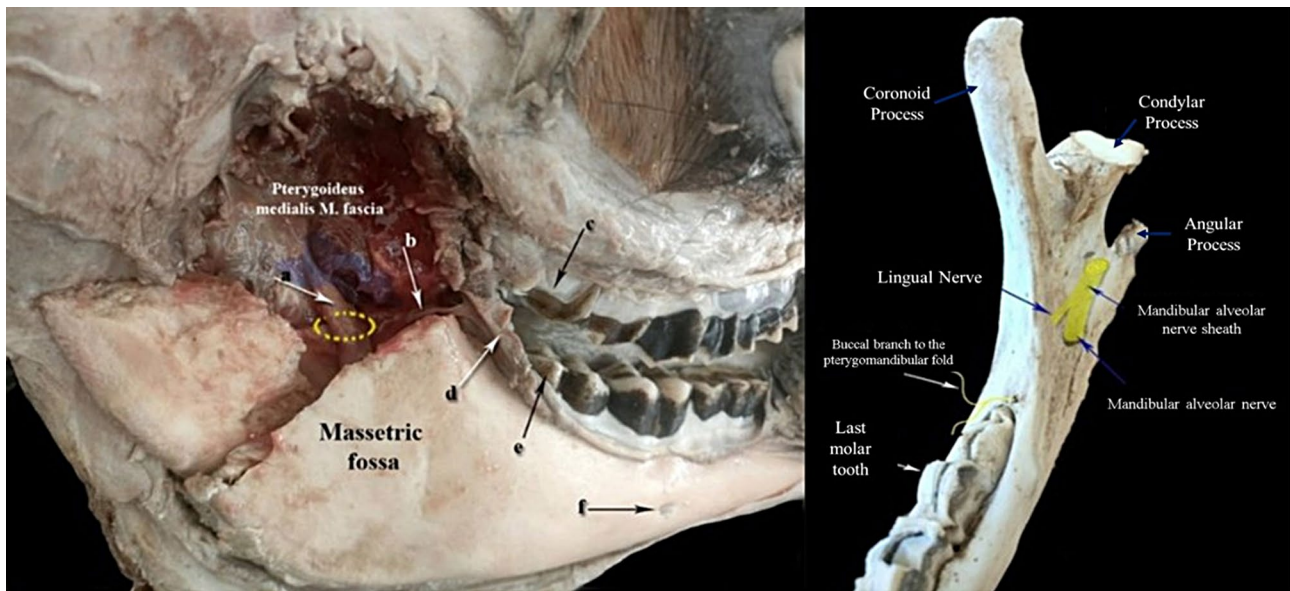 Pterygoideus
medialis M. fascia
a
b
c
d
e
f
Massetric
fossa
Coronoid
Process
Condylar
Process
Angular
Process
Lingual Nerve
Mandibular alveolar
nerve sheath
Buccal branch to the
pterygomandibular fold
Mandibular alveolar nerve
Last
molar
tooth